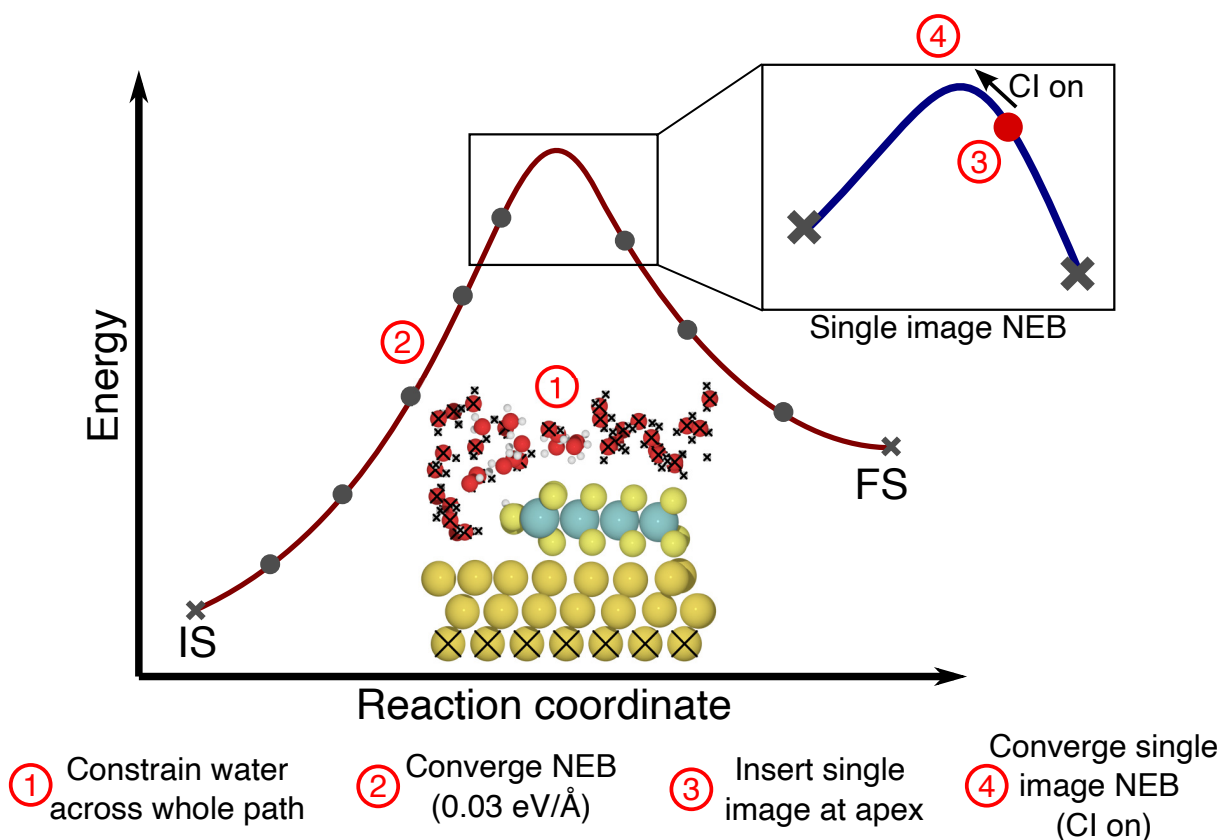 4
CI on
3
Single image NEB
Energy
2
1
IS
FS
Reaction coordinate
1 Constrain water
across whole path
2 Converge NEB
(0.03 eV/Å)
3 Insert single
image at apex
4 Converge single
image NEB
(CI on)